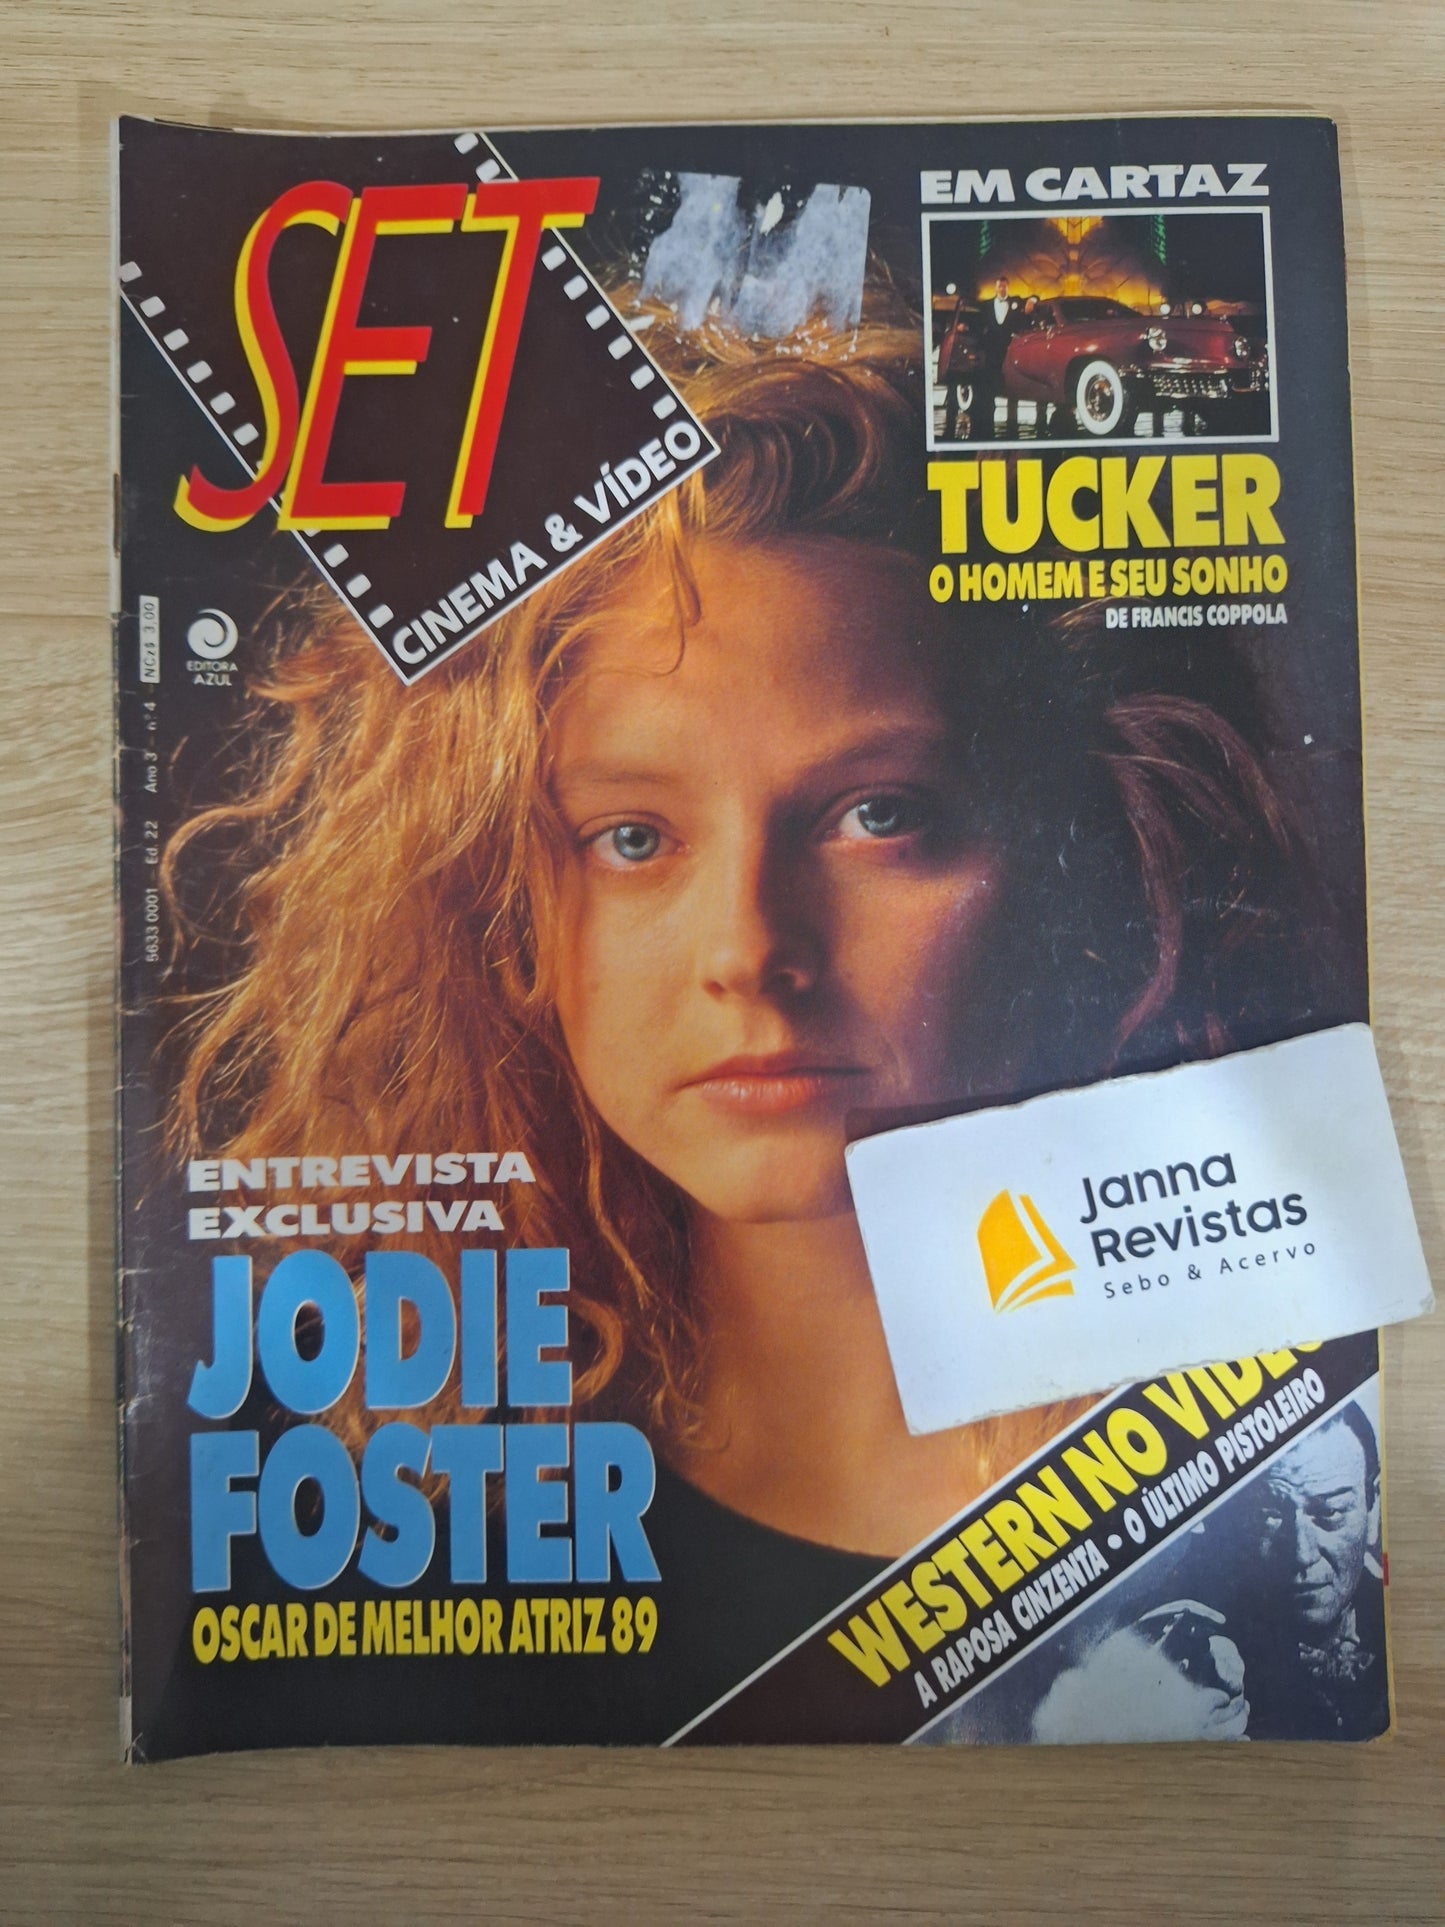 SET
CINEMA & VÍDEO
EM CARTAZ
TUCKER
O HOMEM E SEU SONHO
DE FRANCIS COPPOLA
EDITORA
AZUL
5633 0001 – Ed. 22 Ano 3 – n.º 4 – NCz$ 3,00
ENTREVISTA
EXCLUSIVA
JODIE
FOSTER
OSCAR DE MELHOR ATRIZ 89
Janna
Revistas
Sebo & Acervo
WESTERN NO VÍDEO
A RAPOSA CINZENTA • O ÚLTIMO PISTOLEIRO